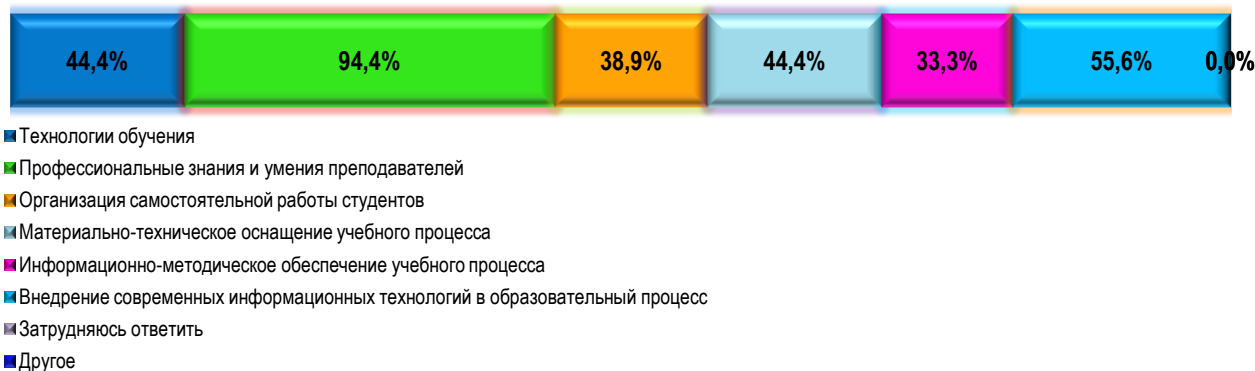 44,4% 94,4% 38,9% 44,4% 33,3% 55,6% 0,0%
Технологии обучения
Профессиональные знания и умения преподавателей
Организация самостоятельной работы студентов
Материально-техническое оснащение учебного процесса
Информационно-методическое обеспечение учебного процесса
Внедрение современных информационных технологий в образовательный процесс
Затрудняюсь ответить
Другое